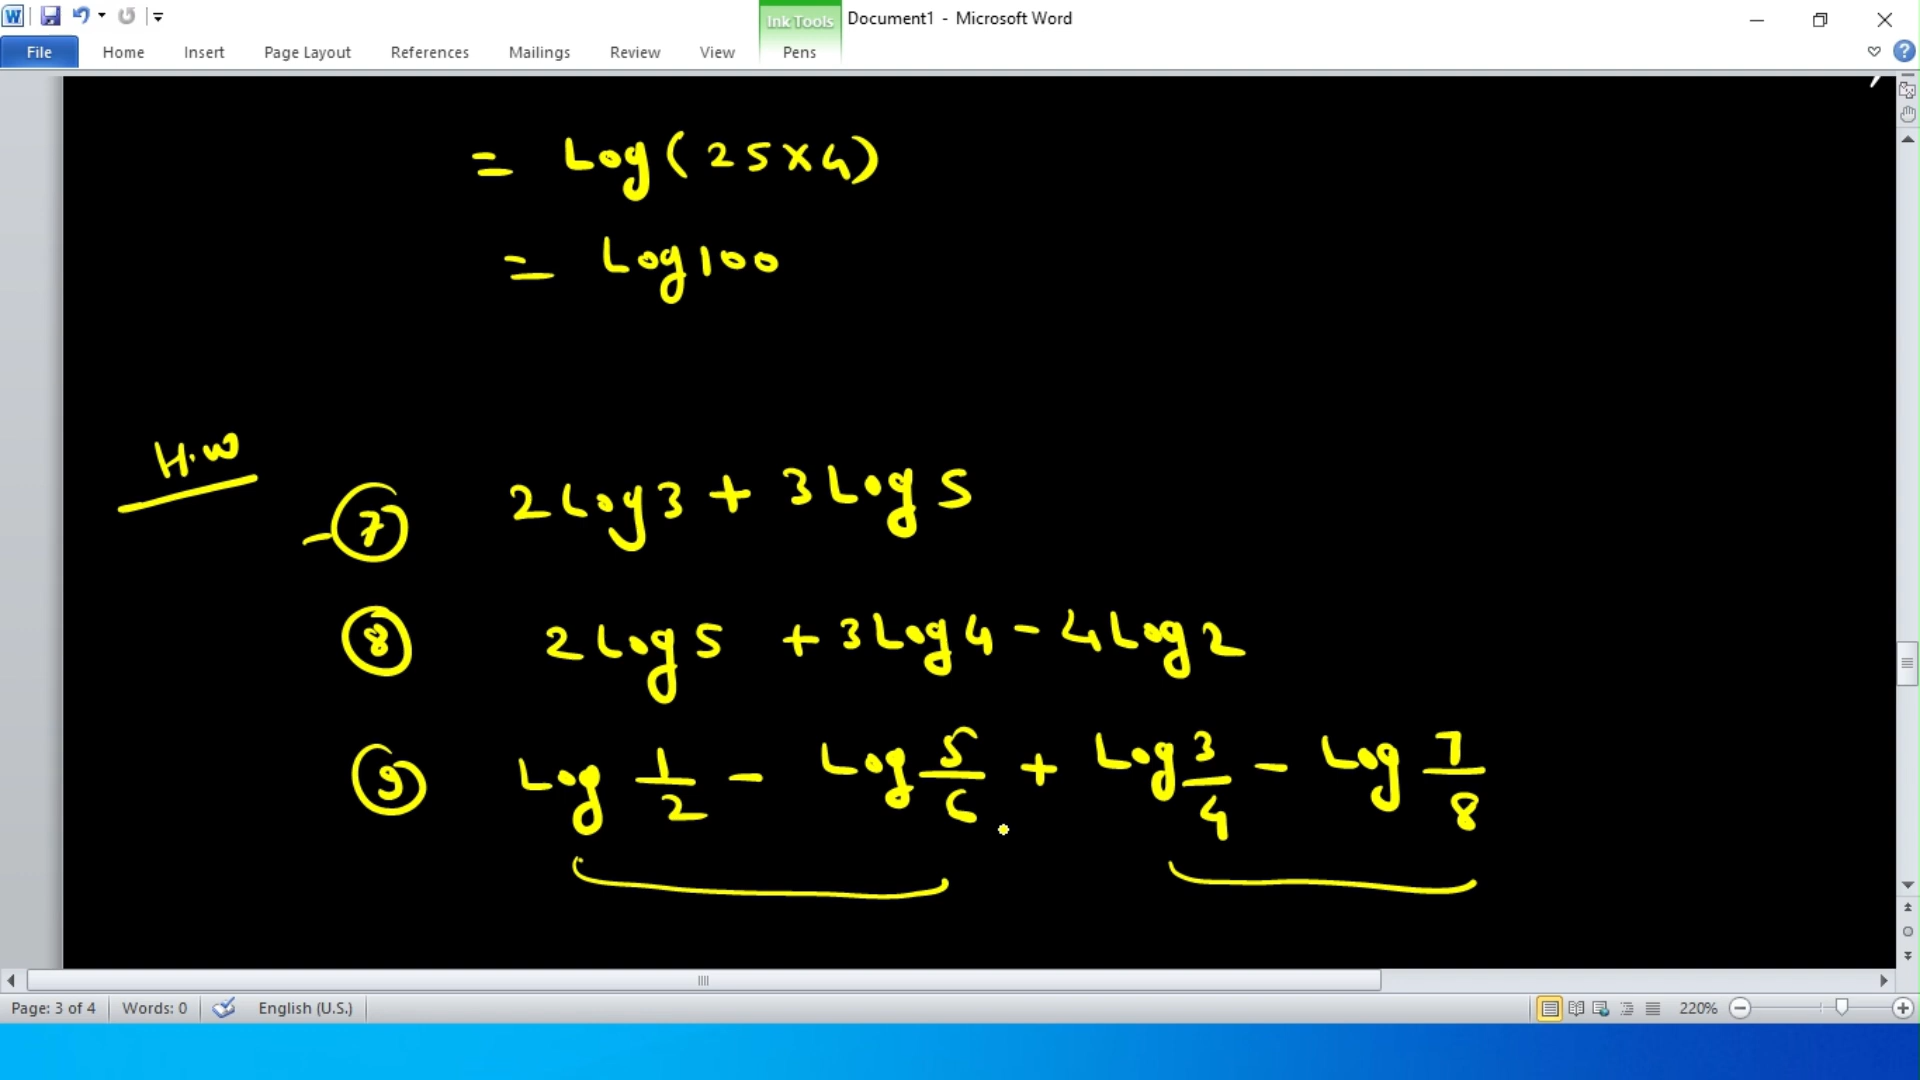 Ink Tools Document1 - Microsoft Word
File Home Insert Page Layout References Mailings Review View Pens
= Log(25×4)
= Log100
H.W
7 2Log3 + 3Log5
8 2Log5 + 3Log4 - 4Log2
9 Log 1/2 - Log 5/6 + Log 3/4 - Log 7/8
Page: 3 of 4 Words: 0 English (U.S.) 220%